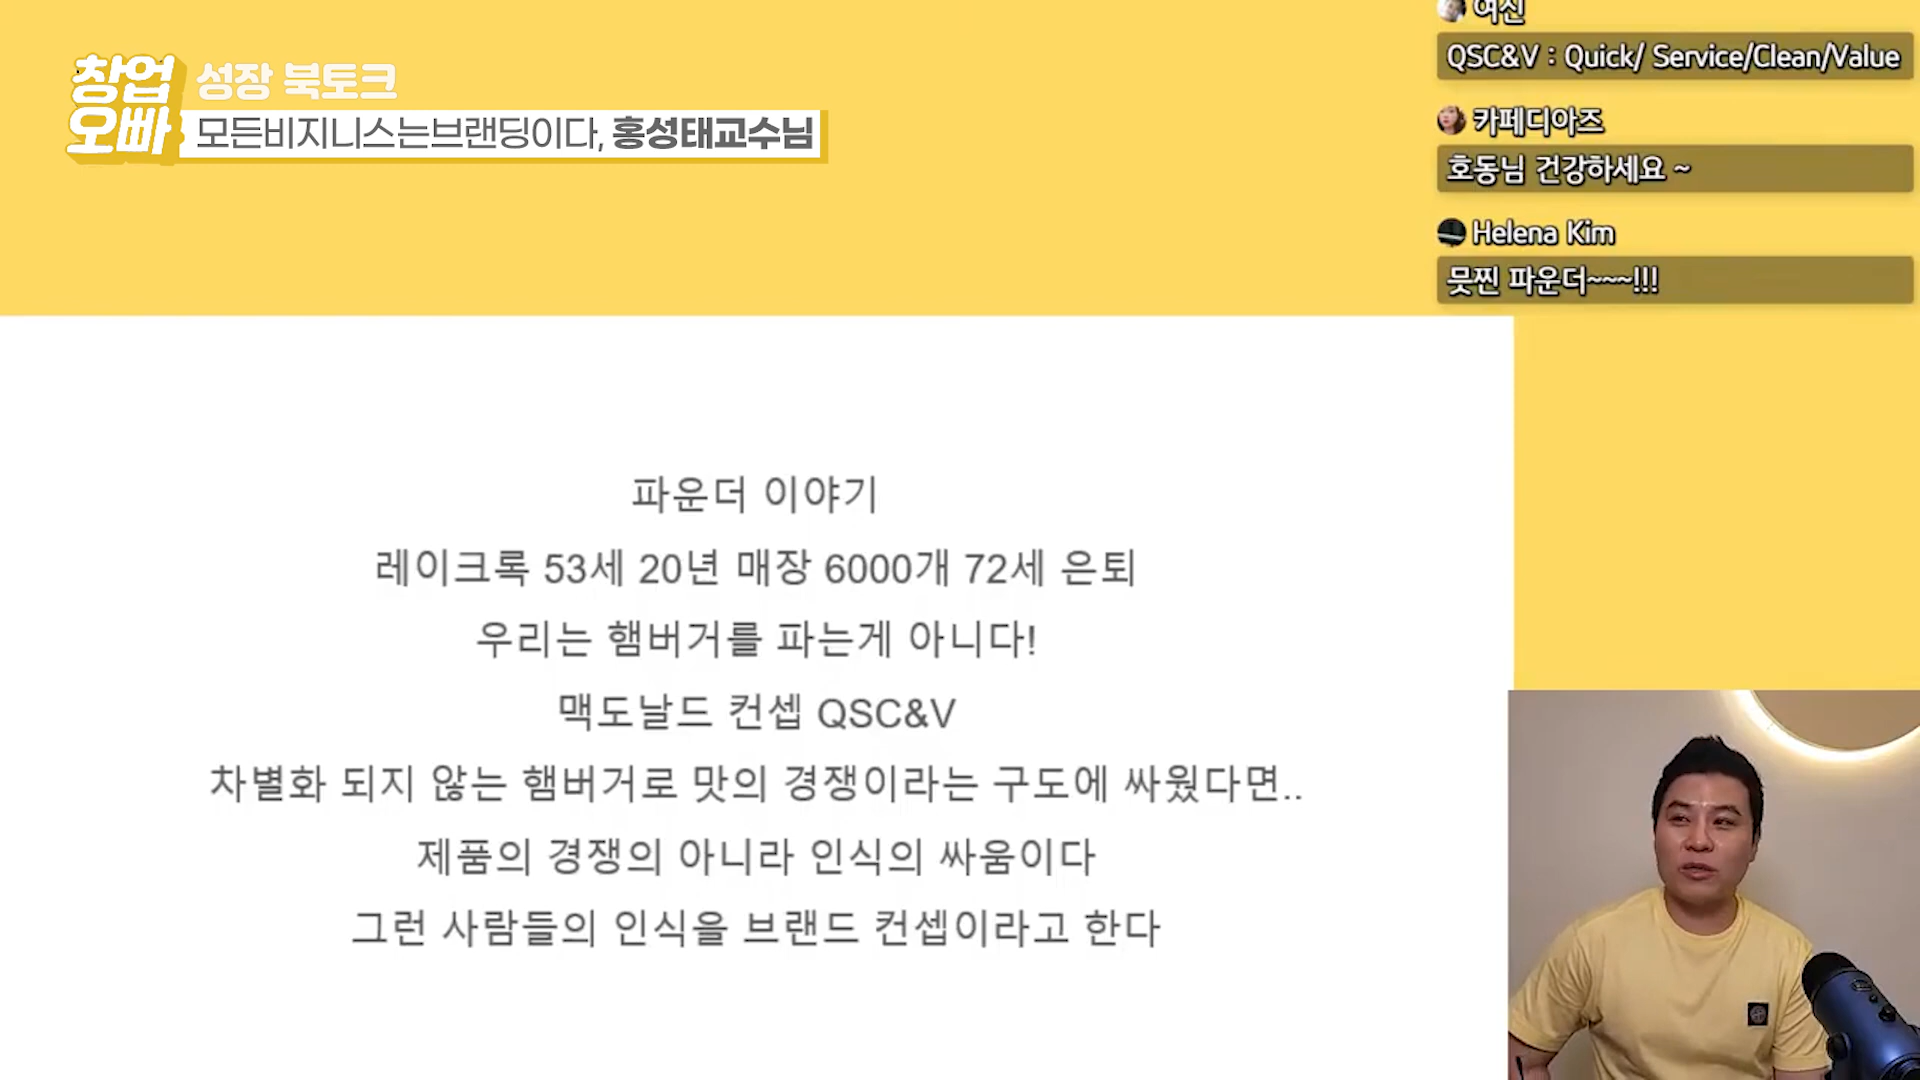 창업
오빠
성장 북토크
모든비지니스는브랜딩이다, 홍성태교수님
여신
QSC&V : Quick/ Service/Clean/Value
카페디아즈
호동님 건강하세요 ~
Helena Kim
믓찐 파운더~~~!!!
파운더 이야기
레이크록 53세 20년 매장 6000개 72세 은퇴
우리는 햄버거를 파는게 아니다!
맥도날드 컨셉 QSC&V
차별화 되지 않는 햄버거로 맛의 경쟁이라는 구도에 싸웠다면..
제품의 경쟁의 아니라 인식의 싸움이다
그런 사람들의 인식을 브랜드 컨셉이라고 한다